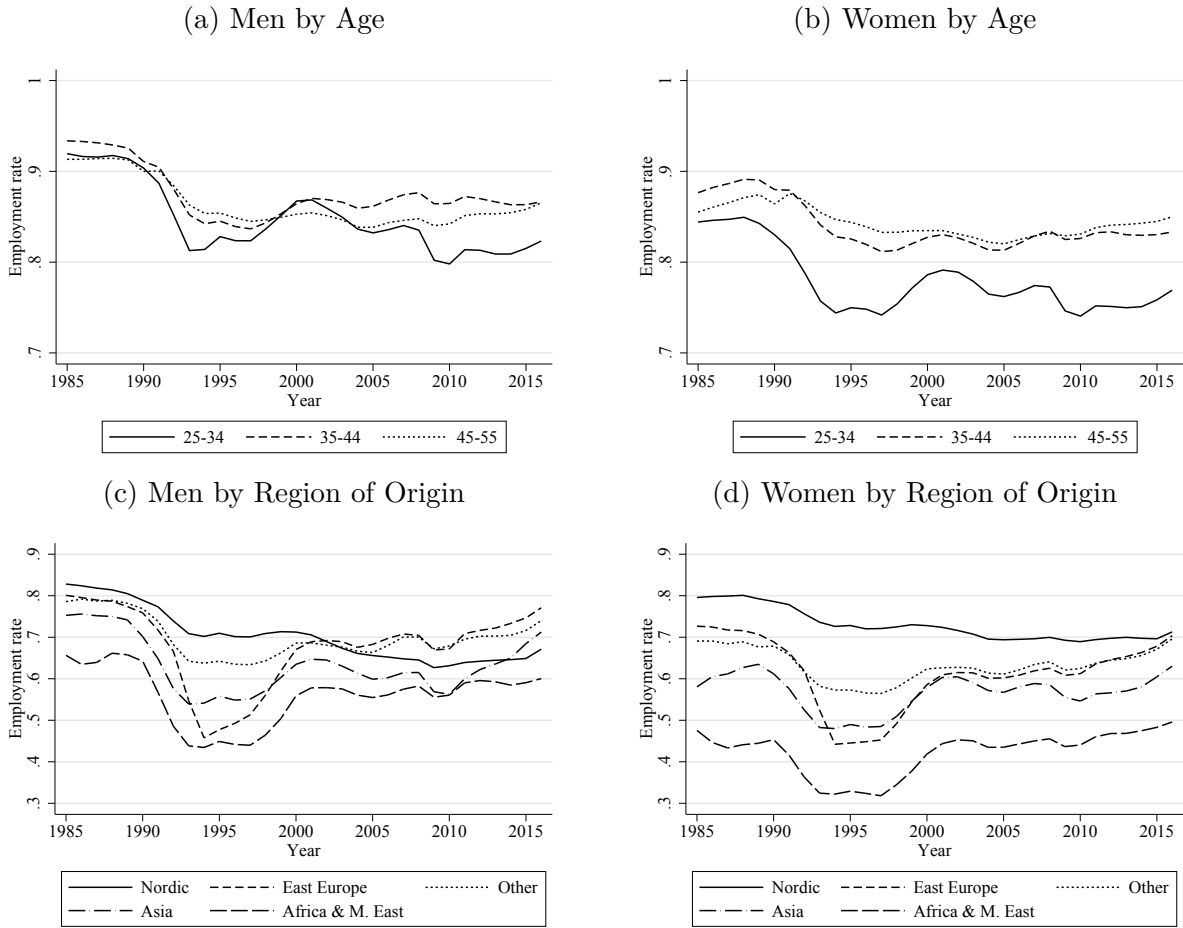 (a) Men by Age
Employment rate
1
.9
.8
.7
1985 1990 1995 2000 2005 2010 2015
Year
25-34 35-44 45-55
(b) Women by Age
Employment rate
1
.9
.8
.7
1985 1990 1995 2000 2005 2010 2015
Year
25-34 35-44 45-55
(c) Men by Region of Origin
Employment rate
.9
.8
.7
.6
.5
.4
.3
1985 1990 1995 2000 2005 2010 2015
Year
Nordic East Europe Other
Asia Africa & M. East
(d) Women by Region of Origin
Employment rate
.9
.8
.7
.6
.5
.4
.3
1985 1990 1995 2000 2005 2010 2015
Year
Nordic East Europe Other
Asia Africa & M. East